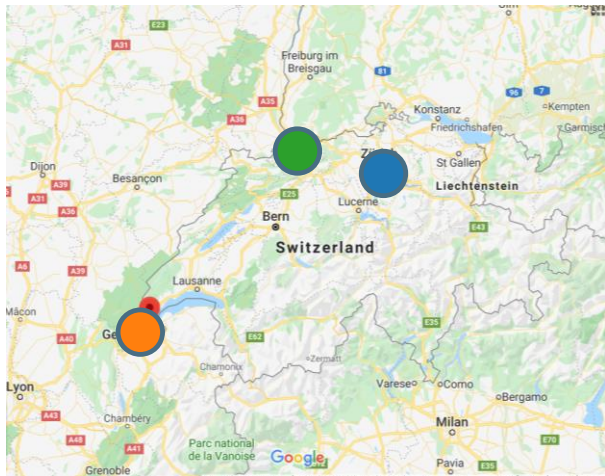 E23
A31
Freiburg im
Breisgau
81
96
7
Kempten
A31
A35
Konstanz
Friedrichshafen
Garmisch
A36
Dijon
A39
Besançon
St Gallen
Liechtenstein
A36
E25
Lucerne
Bern
E43
Switzerland
A6
A39
Lausanne
Mâcon
A40
E62
E35
Chamonix
Zermatt
Lyon
Varese
Como
Bergamo
A43
Chambéry
Milan
A48
A41
E70
Parc national
de la Vanoise
Google
Grenoble
Pavia
E35